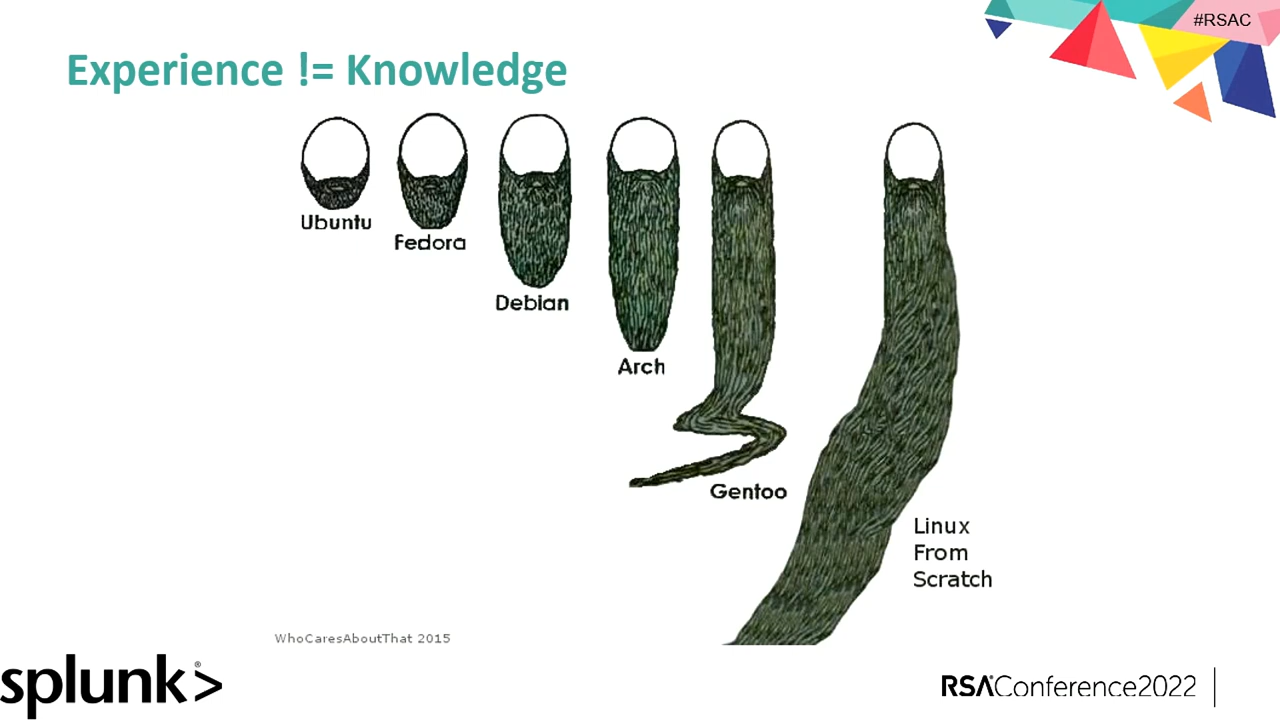 #RSAC
Experience != Knowledge
Ubuntu
Fedora
Debian
Arch
Gentoo
Linux
From
Scratch
WhoCaresAboutThat 2015
splunk®>
RSAConference2022